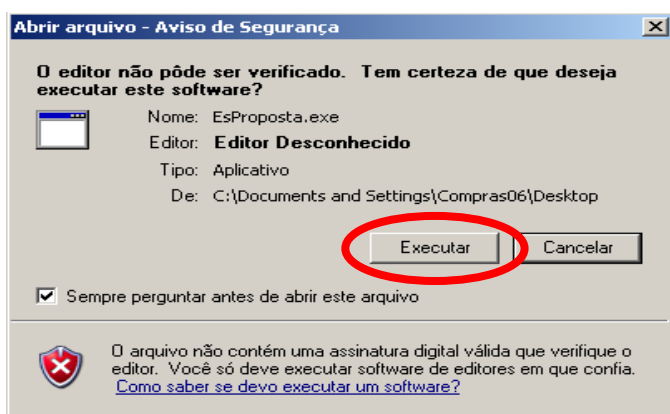 Abrir arquivo - Aviso de Segurança
O editor não pôde ser verificado. Tem certeza de que deseja
executar este software?
Nome: EsProposta.exe
Editor: Editor Desconhecido
Tipo: Aplicativo
De: C:\Documents and Settings\Compras06\Desktop
Executar Cancelar
Sempre perguntar antes de abrir este arquivo
O arquivo não contém uma assinatura digital válida que verifique o
editor. Você só deve executar software de editores em que confia.
Como saber se devo executar um software?